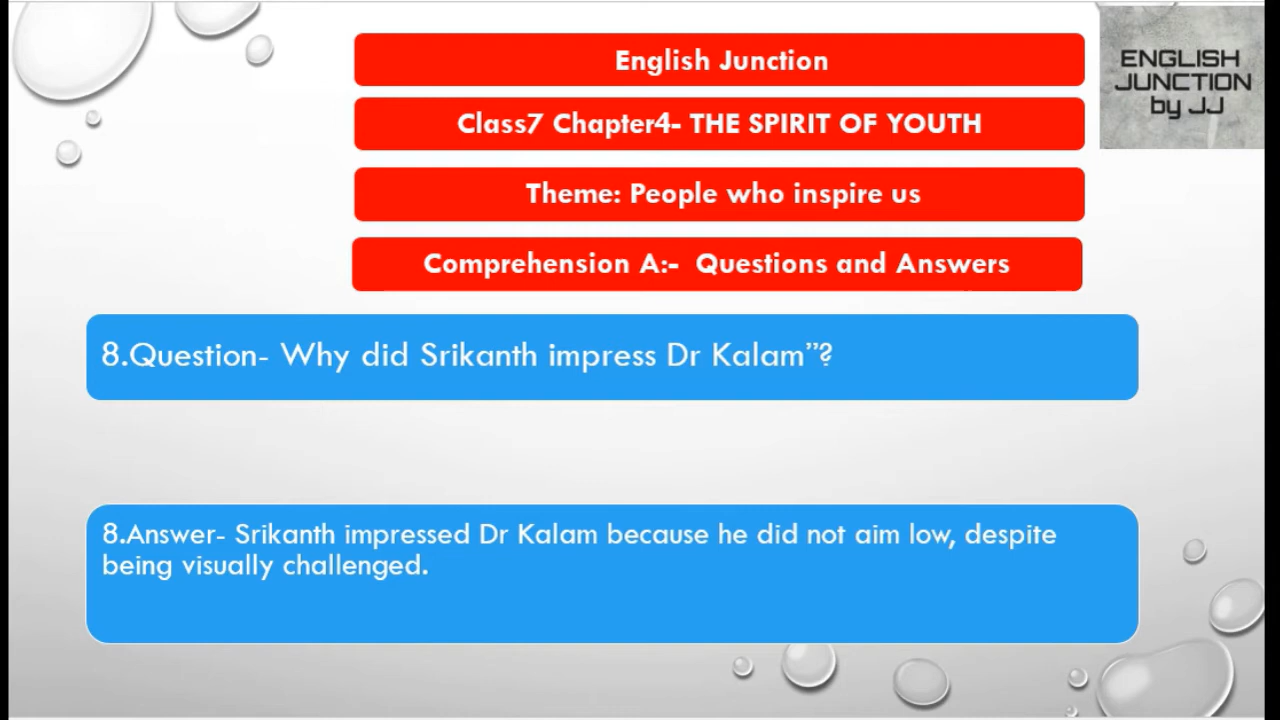 English Junction
ENGLISH
JUNCTION
by JJ
Class7 Chapter4- THE SPIRIT OF YOUTH
Theme: People who inspire us
Comprehension A:-  Questions and Answers
8.Question- Why did Srikanth impress Dr Kalam”?
8.Answer- Srikanth impressed Dr Kalam because he did not aim low, despite
being visually challenged.